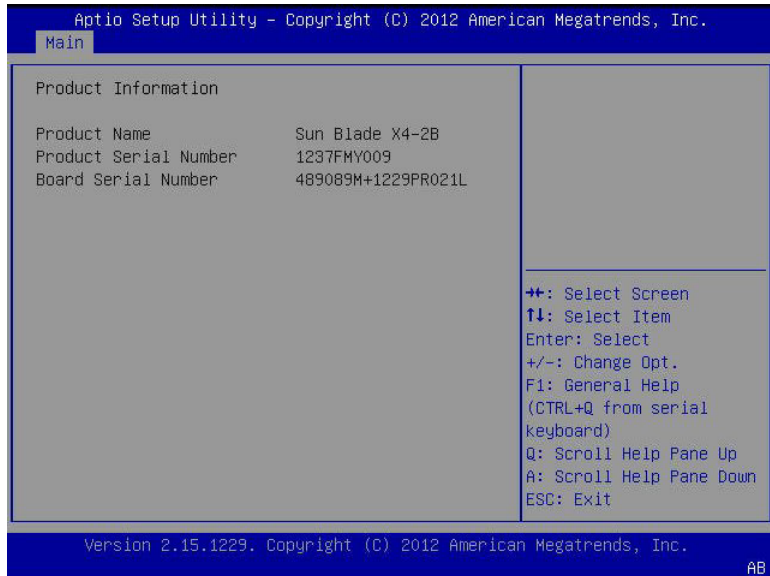 Aptio Setup Utility – Copyright (C) 2012 American Megatrends, Inc.
Main
Product Information
Product Name Sun Blade X4-2B
Product Serial Number 1237FMY009
Board Serial Number 489089M+1229PR021L
→←: Select Screen
↑↓: Select Item
Enter: Select
+/-: Change Opt.
F1: General Help
(CTRL+Q from serial
keyboard)
Q: Scroll Help Pane Up
A: Scroll Help Pane Down
ESC: Exit
Version 2.15.1229. Copyright (C) 2012 American Megatrends, Inc.
AB